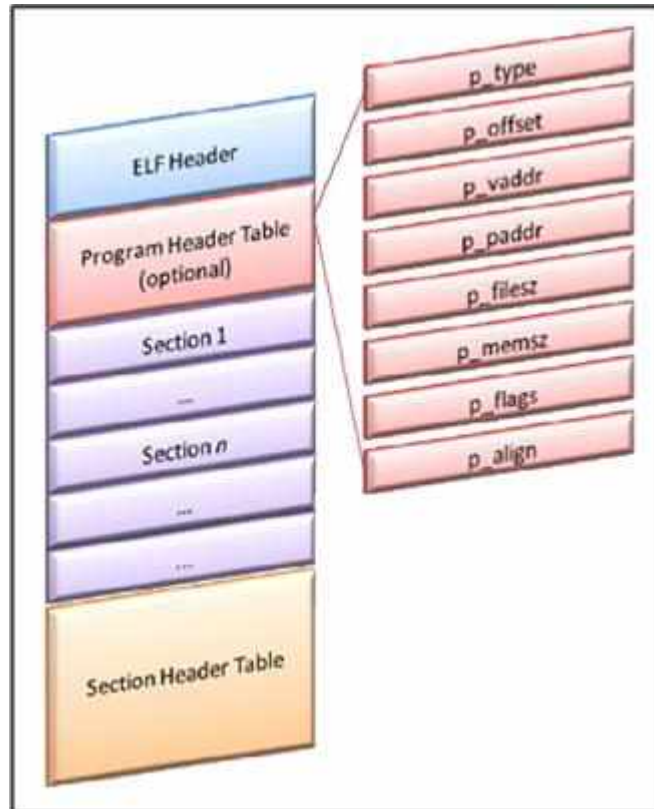 ELF Header
Program Header Table
(optional)
Section 1
...
Section n
...
...
Section Header Table
p_type
p_offset
p_vaddr
p_paddr
p_filesz
p_memsz
p_flags
p_align